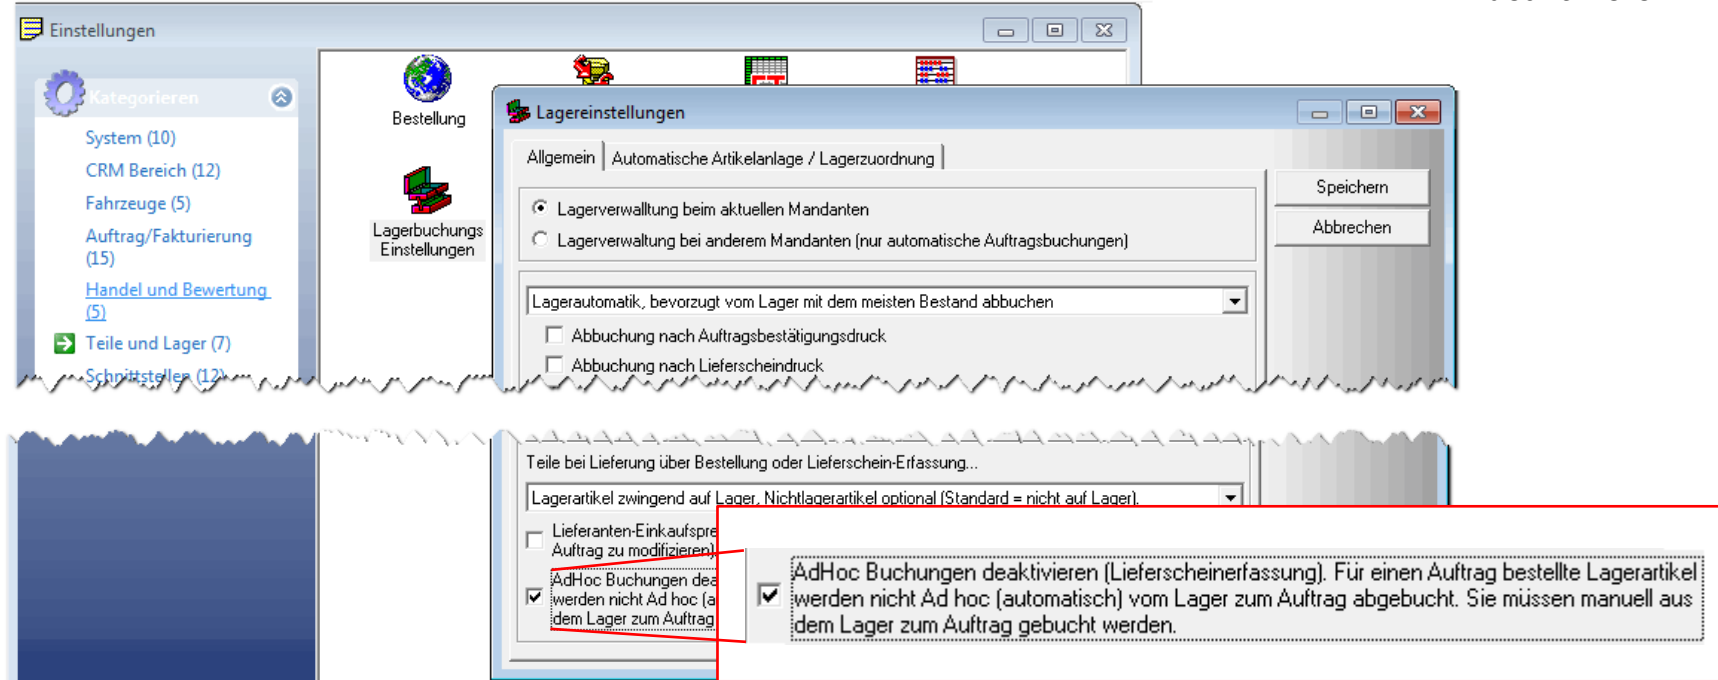 Einstellungen
Kategorieren
System (10)
CRM Bereich (12)
Fahrzeuge (5)
Auftrag/Fakturierung
(15)
Handel und Bewertung
(5)
Teile und Lager (7)
Schnittstellen (12)
Bestellung
Lagerbuchungs
Einstellungen
Lagereinstellungen
Allgemein
Automatische Artikelanlage / Lagerzuordnung
Speichern
Abbrechen
Lagerverwalltung beim aktuellen Mandanten
Lagerverwaltung bei anderem Mandanten (nur automatische Auftragsbuchungen)
Lagerautomatik, bevorzugt vom Lager mit dem meisten Bestand abbuchen
Abbuchung nach Auftragsbestätigungsdruck
Abbuchung nach Lieferscheindruck
Teile bei Lieferung über Bestellung oder Lieferschein-Erfassung...
Lagerartikel zwingend auf Lager, Nichtlagerartikel optional (Standard = nicht auf Lager).
Lieferanten-Einkaufspre
Auftrag zu modifizieren)
AdHoc Buchungen dea
werden nicht Ad hoc (a
dem Lager zum Auftrag
AdHoc Buchungen deaktivieren (Lieferscheinerfassung). Für einen Auftrag bestellte Lagerartikel
werden nicht Ad hoc (automatisch) vom Lager zum Auftrag abgebucht. Sie müssen manuell aus
dem Lager zum Auftrag gebucht werden.